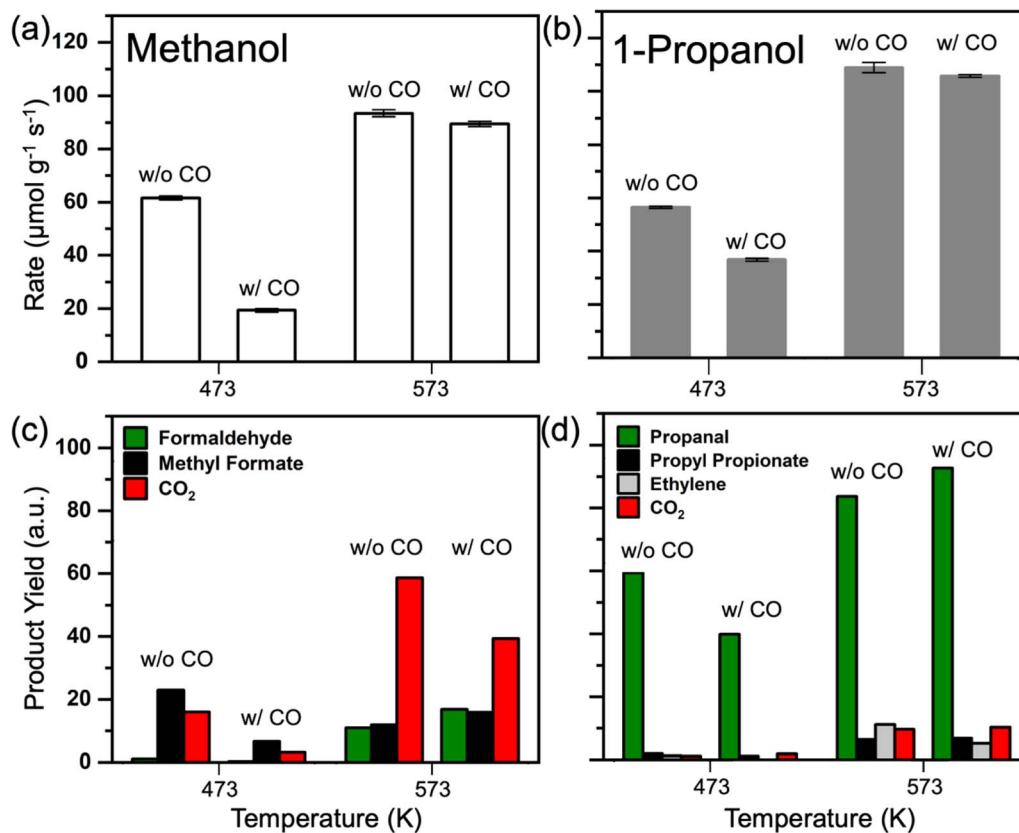 (a) Methanol
Rate (μmol g⁻¹ s⁻¹)
120
100
80
60
40
20
0
w/o CO
w/ CO
w/o CO
w/ CO
473
573
(b) 1-Propanol
w/o CO
w/ CO
w/o CO
w/ CO
473
573
(c)
Product Yield (a.u.)
100
80
60
40
20
0
Formaldehyde
Methyl Formate
CO₂
w/o CO
w/ CO
w/o CO
w/ CO
473
573
Temperature (K)
(d)
Propanal
Propyl Propionate
Ethylene
CO₂
w/o CO
w/ CO
w/o CO
w/ CO
473
573
Temperature (K)